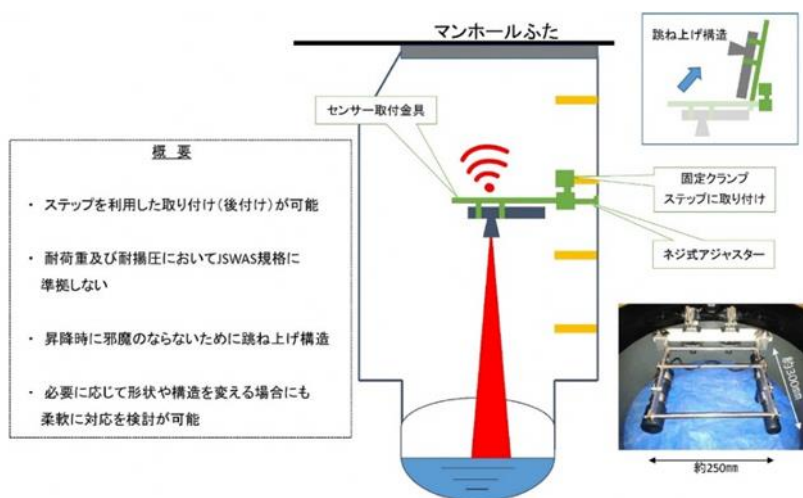 マンホールふた
跳ね上げ構造
センサー取付金具
概 要
・ ステップを利用した取り付け(後付け)が可能
・ 耐荷重及び耐揚圧においてJSWAS規格に
準拠しない
・ 昇降時に邪魔のならないために跳ね上げ構造
・ 必要に応じて形状や構造を変える場合にも
柔軟に対応を検討が可能
固定クランプ
ステップに取り付け
ネジ式アジャスター
約300㎜
約250㎜